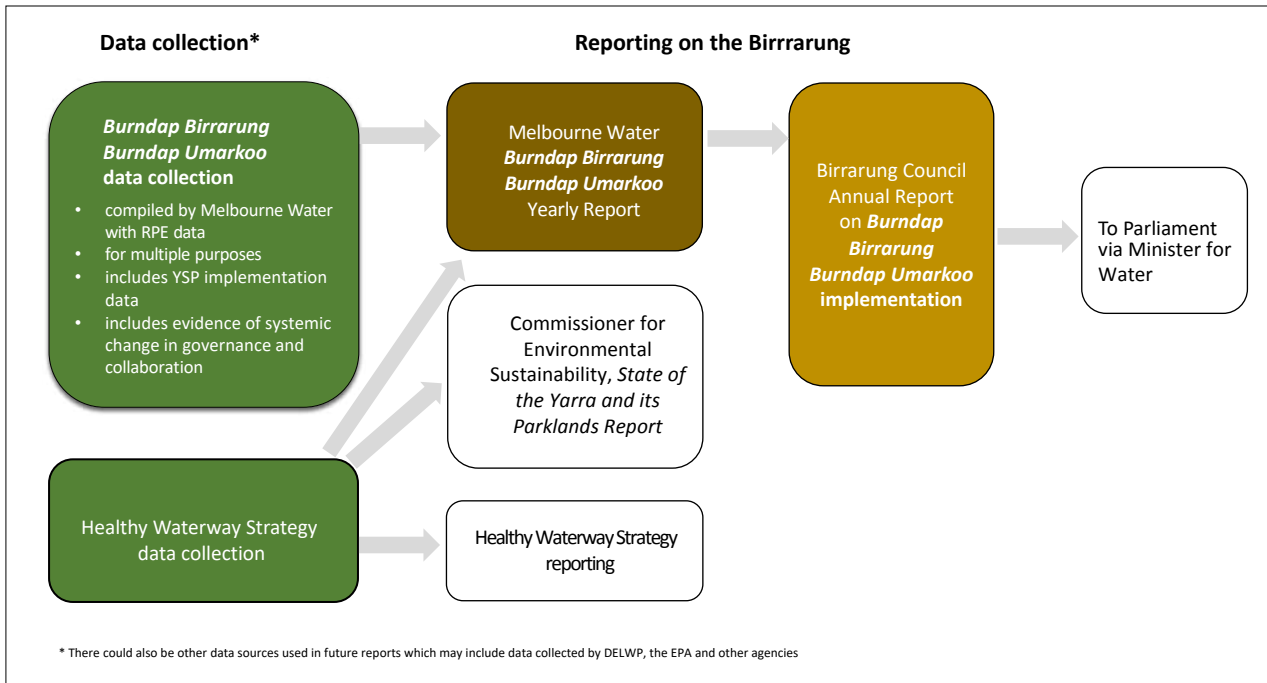 Data collection*
Reporting on the Birrrarung
Burndap Birrarung
Burndap Umarkoo
data collection
• compiled by Melbourne Water
with RPE data
• for multiple purposes
• includes YSP implementation
data
• includes evidence of systemic
change in governance and
collaboration
Melbourne Water
Burndap Birrarung
Burndap Umarkoo
Yearly Report
Birrarung Council
Annual Report
on Burndap
Birrarung
Burndap Umarkoo
implementation
To Parliament
via Minister for
Water
Commissioner for
Environmental
Sustainability, State of
the Yarra and its
Parklands Report
Healthy Waterway Strategy
data collection
Healthy Waterway Strategy
reporting
* There could also be other data sources used in future reports which may include data collected by DELWP, the EPA and other agencies